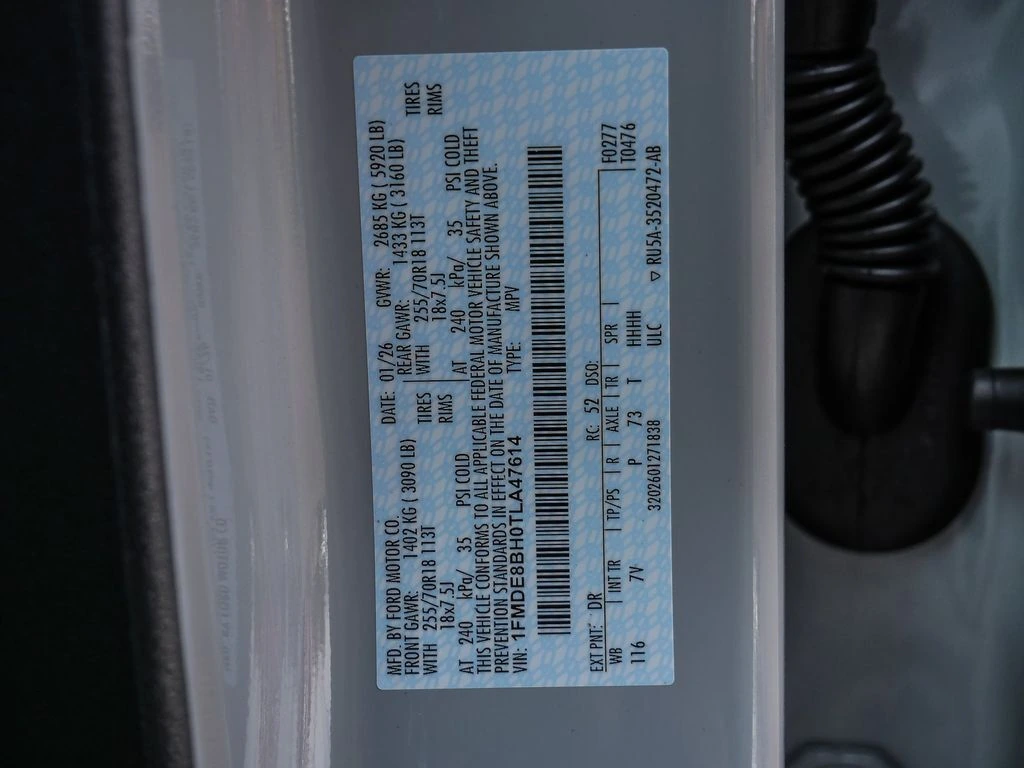 MFD. BY FORD MOTOR CO. DATE: 01/26 GVWR: 2685 KG ( 5920 LB)
FRONT GAWR: 1402 KG ( 3090 LB) REAR GAWR: 1433 KG ( 3160 LB)
WITH 255/70R18 113T TIRES WITH 255/70R18 113T TIRES
18x7.5J RIMS 18x7.5J RIMS
AT 240 kPa/ 35 PSI COLD AT 240 kPa/ 35 PSI COLD
THIS VEHICLE CONFORMS TO ALL APPLICABLE FEDERAL MOTOR VEHICLE SAFETY AND THEFT
PREVENTION STANDARDS IN EFFECT ON THE DATE OF MANUFACTURE SHOWN ABOVE.
VIN: 1FMDE8BH0TLA47614 TYPE: MPV
EXT PNT: DR RC: 52 DSO: F0277
WB INT TR TP/PS R AXLE TR SPR T0476
116 7V P 73 T HHHH
320260127183 8 ULC ▽ RU5A-3520472-AB